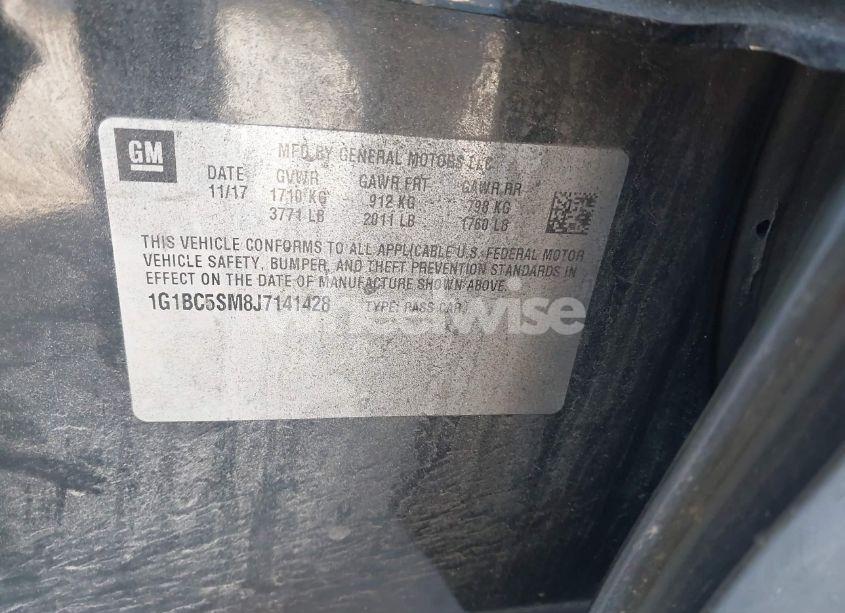 GM
MFD BY GENERAL MOTORS LLC
DATE GVWR GAWR FRT GAWR RR
11/17 1710 KG 912 KG 798 KG
3771 LB 2011 LB 1760 LB
THIS VEHICLE CONFORMS TO ALL APPLICABLE U.S. FEDERAL MOTOR
VEHICLE SAFETY, BUMPER, AND THEFT PREVENTION STANDARDS IN
EFFECT ON THE DATE OF MANUFACTURE SHOWN ABOVE.
1G1BC5SM8J7141428 TYPE: PASS CAR
wheelwise